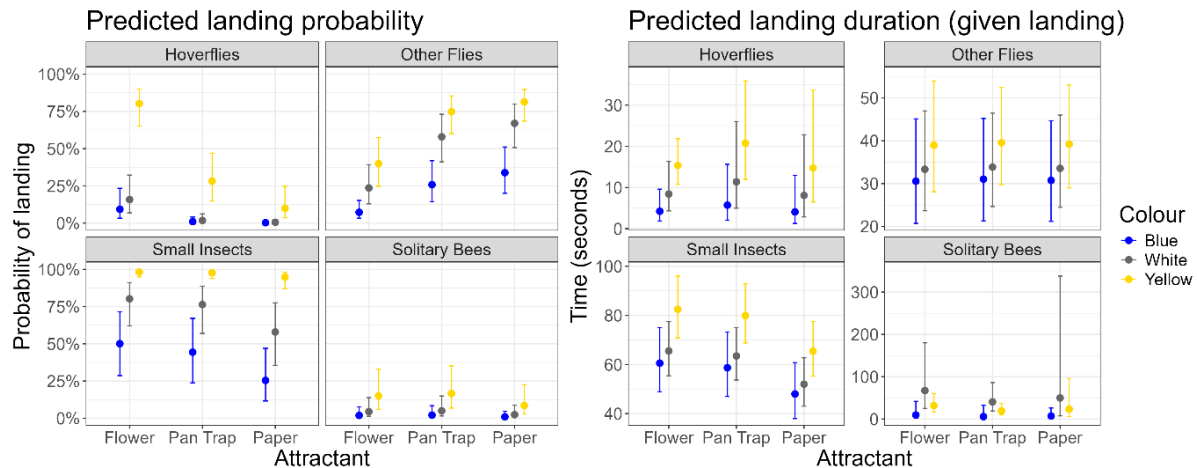 Predicted landing probability
Hoverflies
Other Flies
100%
75%
50%
25%
0%
Small Insects
Solitary Bees
100%
75%
50%
25%
0%
Probability of landing
Flower
Pan Trap
Paper
Flower
Pan Trap
Paper
Attractant
Predicted landing duration (given landing)
Hoverflies
Other Flies
30
20
10
0
50
40
30
20
Small Insects
Solitary Bees
100
80
60
40
300
200
100
0
Time (seconds)
Flower
Pan Trap
Paper
Flower
Pan Trap
Paper
Attractant
Colour
Blue
White
Yellow